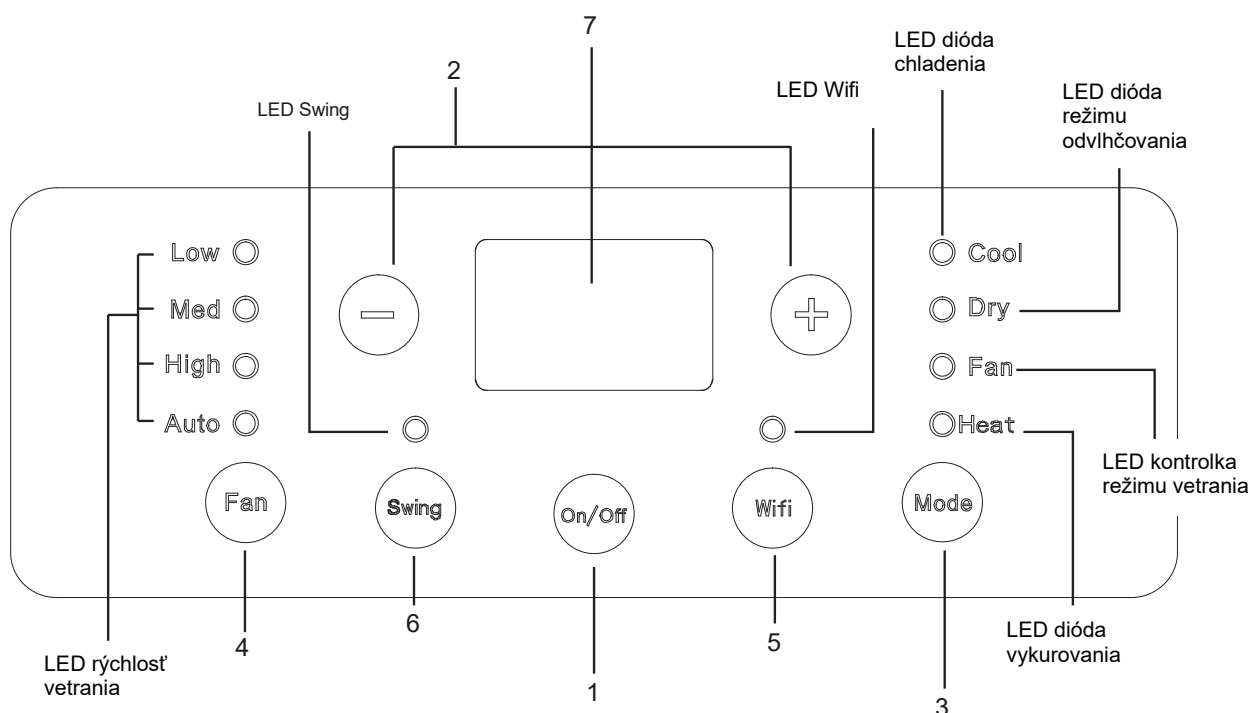 7
LED dióda
chladenia
2
LED Wifi
LED dióda
režimu
odvlhčovania
LED Swing
Low
Med
High
Auto
Cool
Dry
Fan
Heat
LED kontrolka
režimu vetrania
Fan
Swing
On/Off
Wifi
Mode
6
4
5
LED dióda
vykurovania
LED rýchlosť
vetrania
1
3